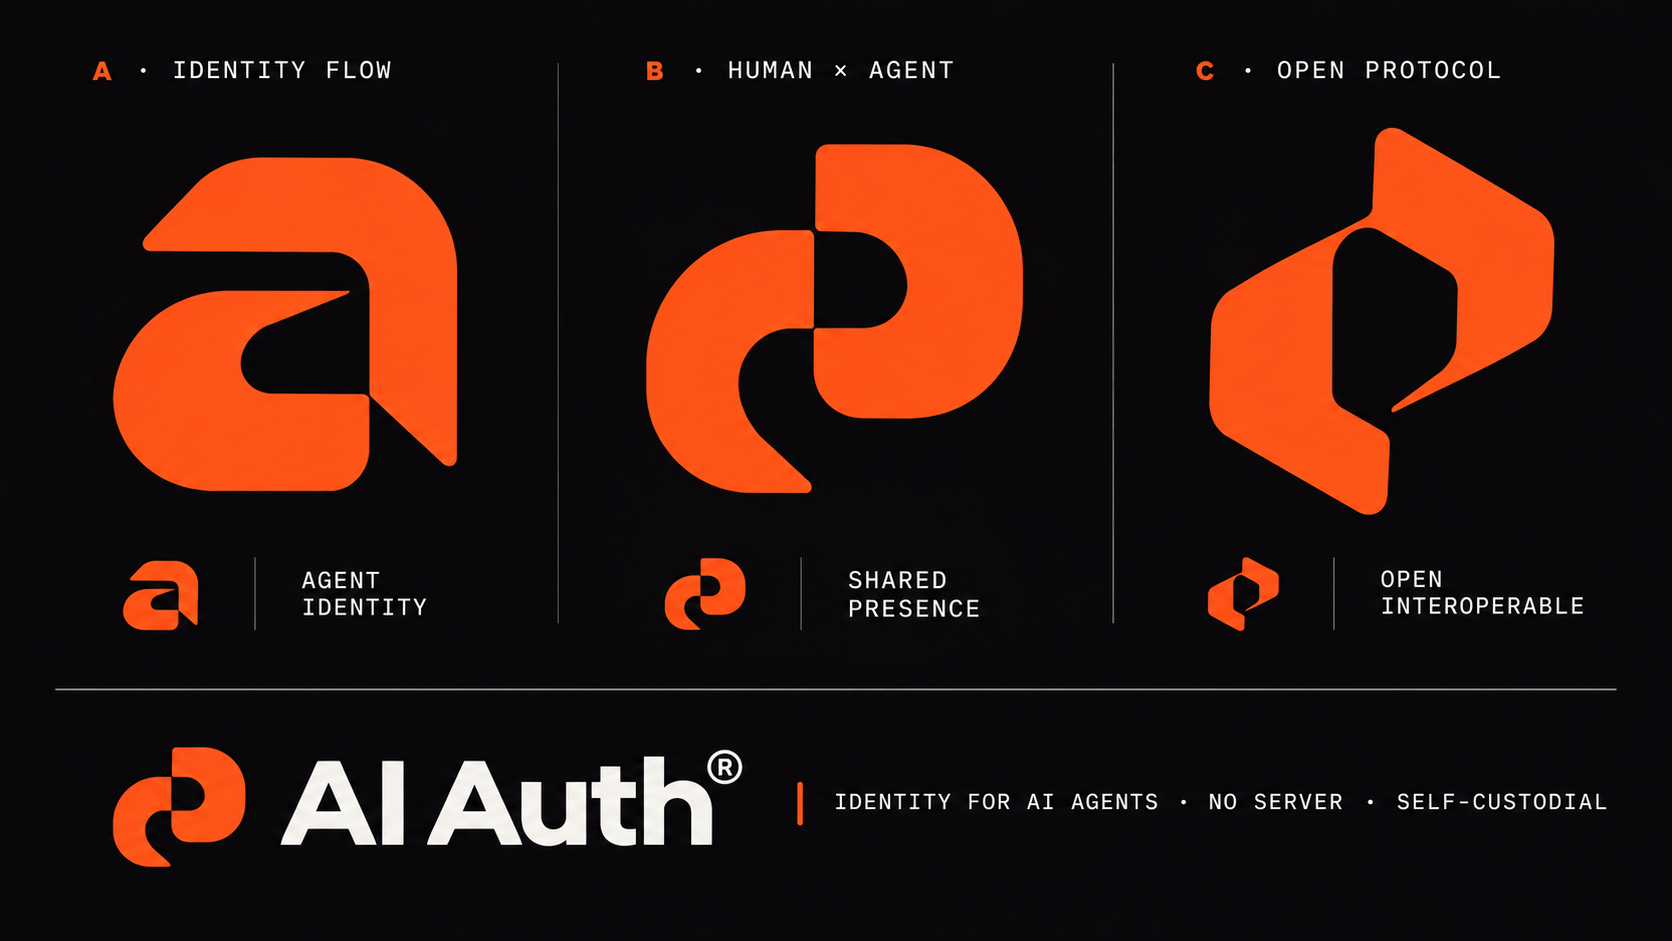 A · IDENTITY FLOW
B · HUMAN × AGENT
C · OPEN PROTOCOL
AGENT
IDENTITY
SHARED
PRESENCE
OPEN
INTEROPERABLE
AI Auth®
IDENTITY FOR AI AGENTS · NO SERVER · SELF-CUSTODIAL